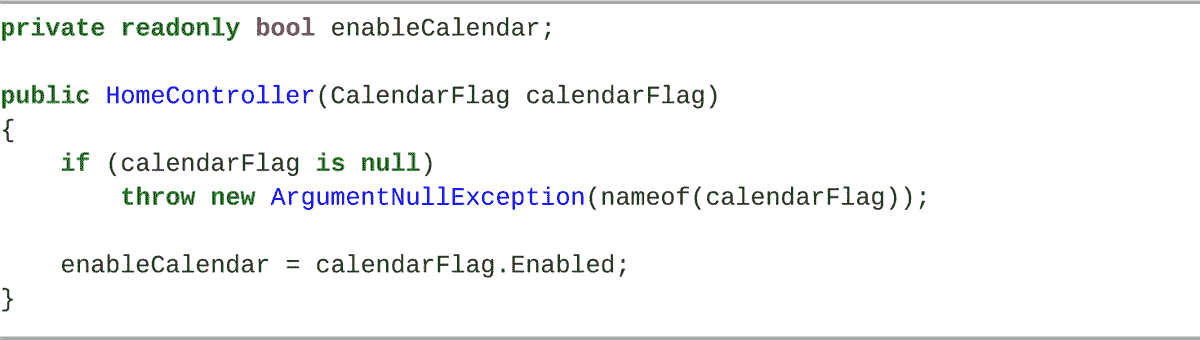 private readonly bool enableCalendar;

public HomeController(CalendarFlag calendarFlag)
{
    if (calendarFlag is null)
        throw new ArgumentNullException(nameof(calendarFlag));

    enableCalendar = calendarFlag.Enabled;
}